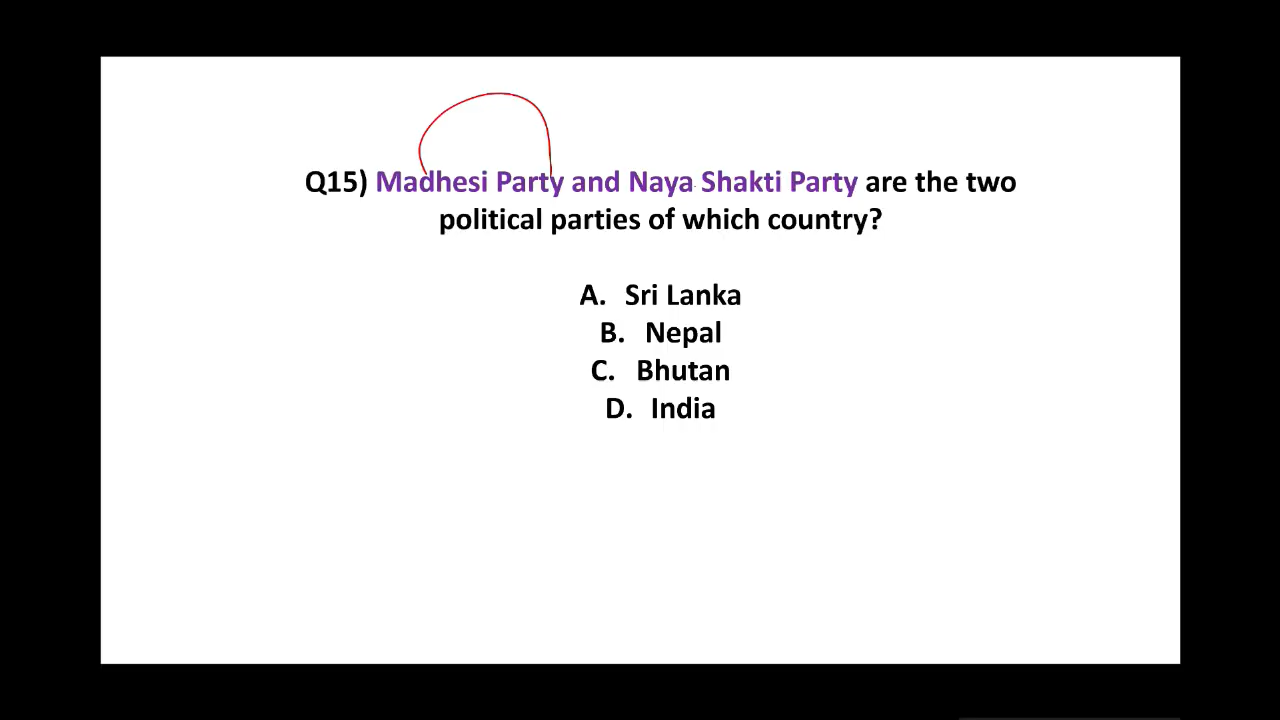 Q15) Madhesi Party and Naya Shakti Party are the two
political parties of which country?
A. Sri Lanka
B. Nepal
C. Bhutan
D. India